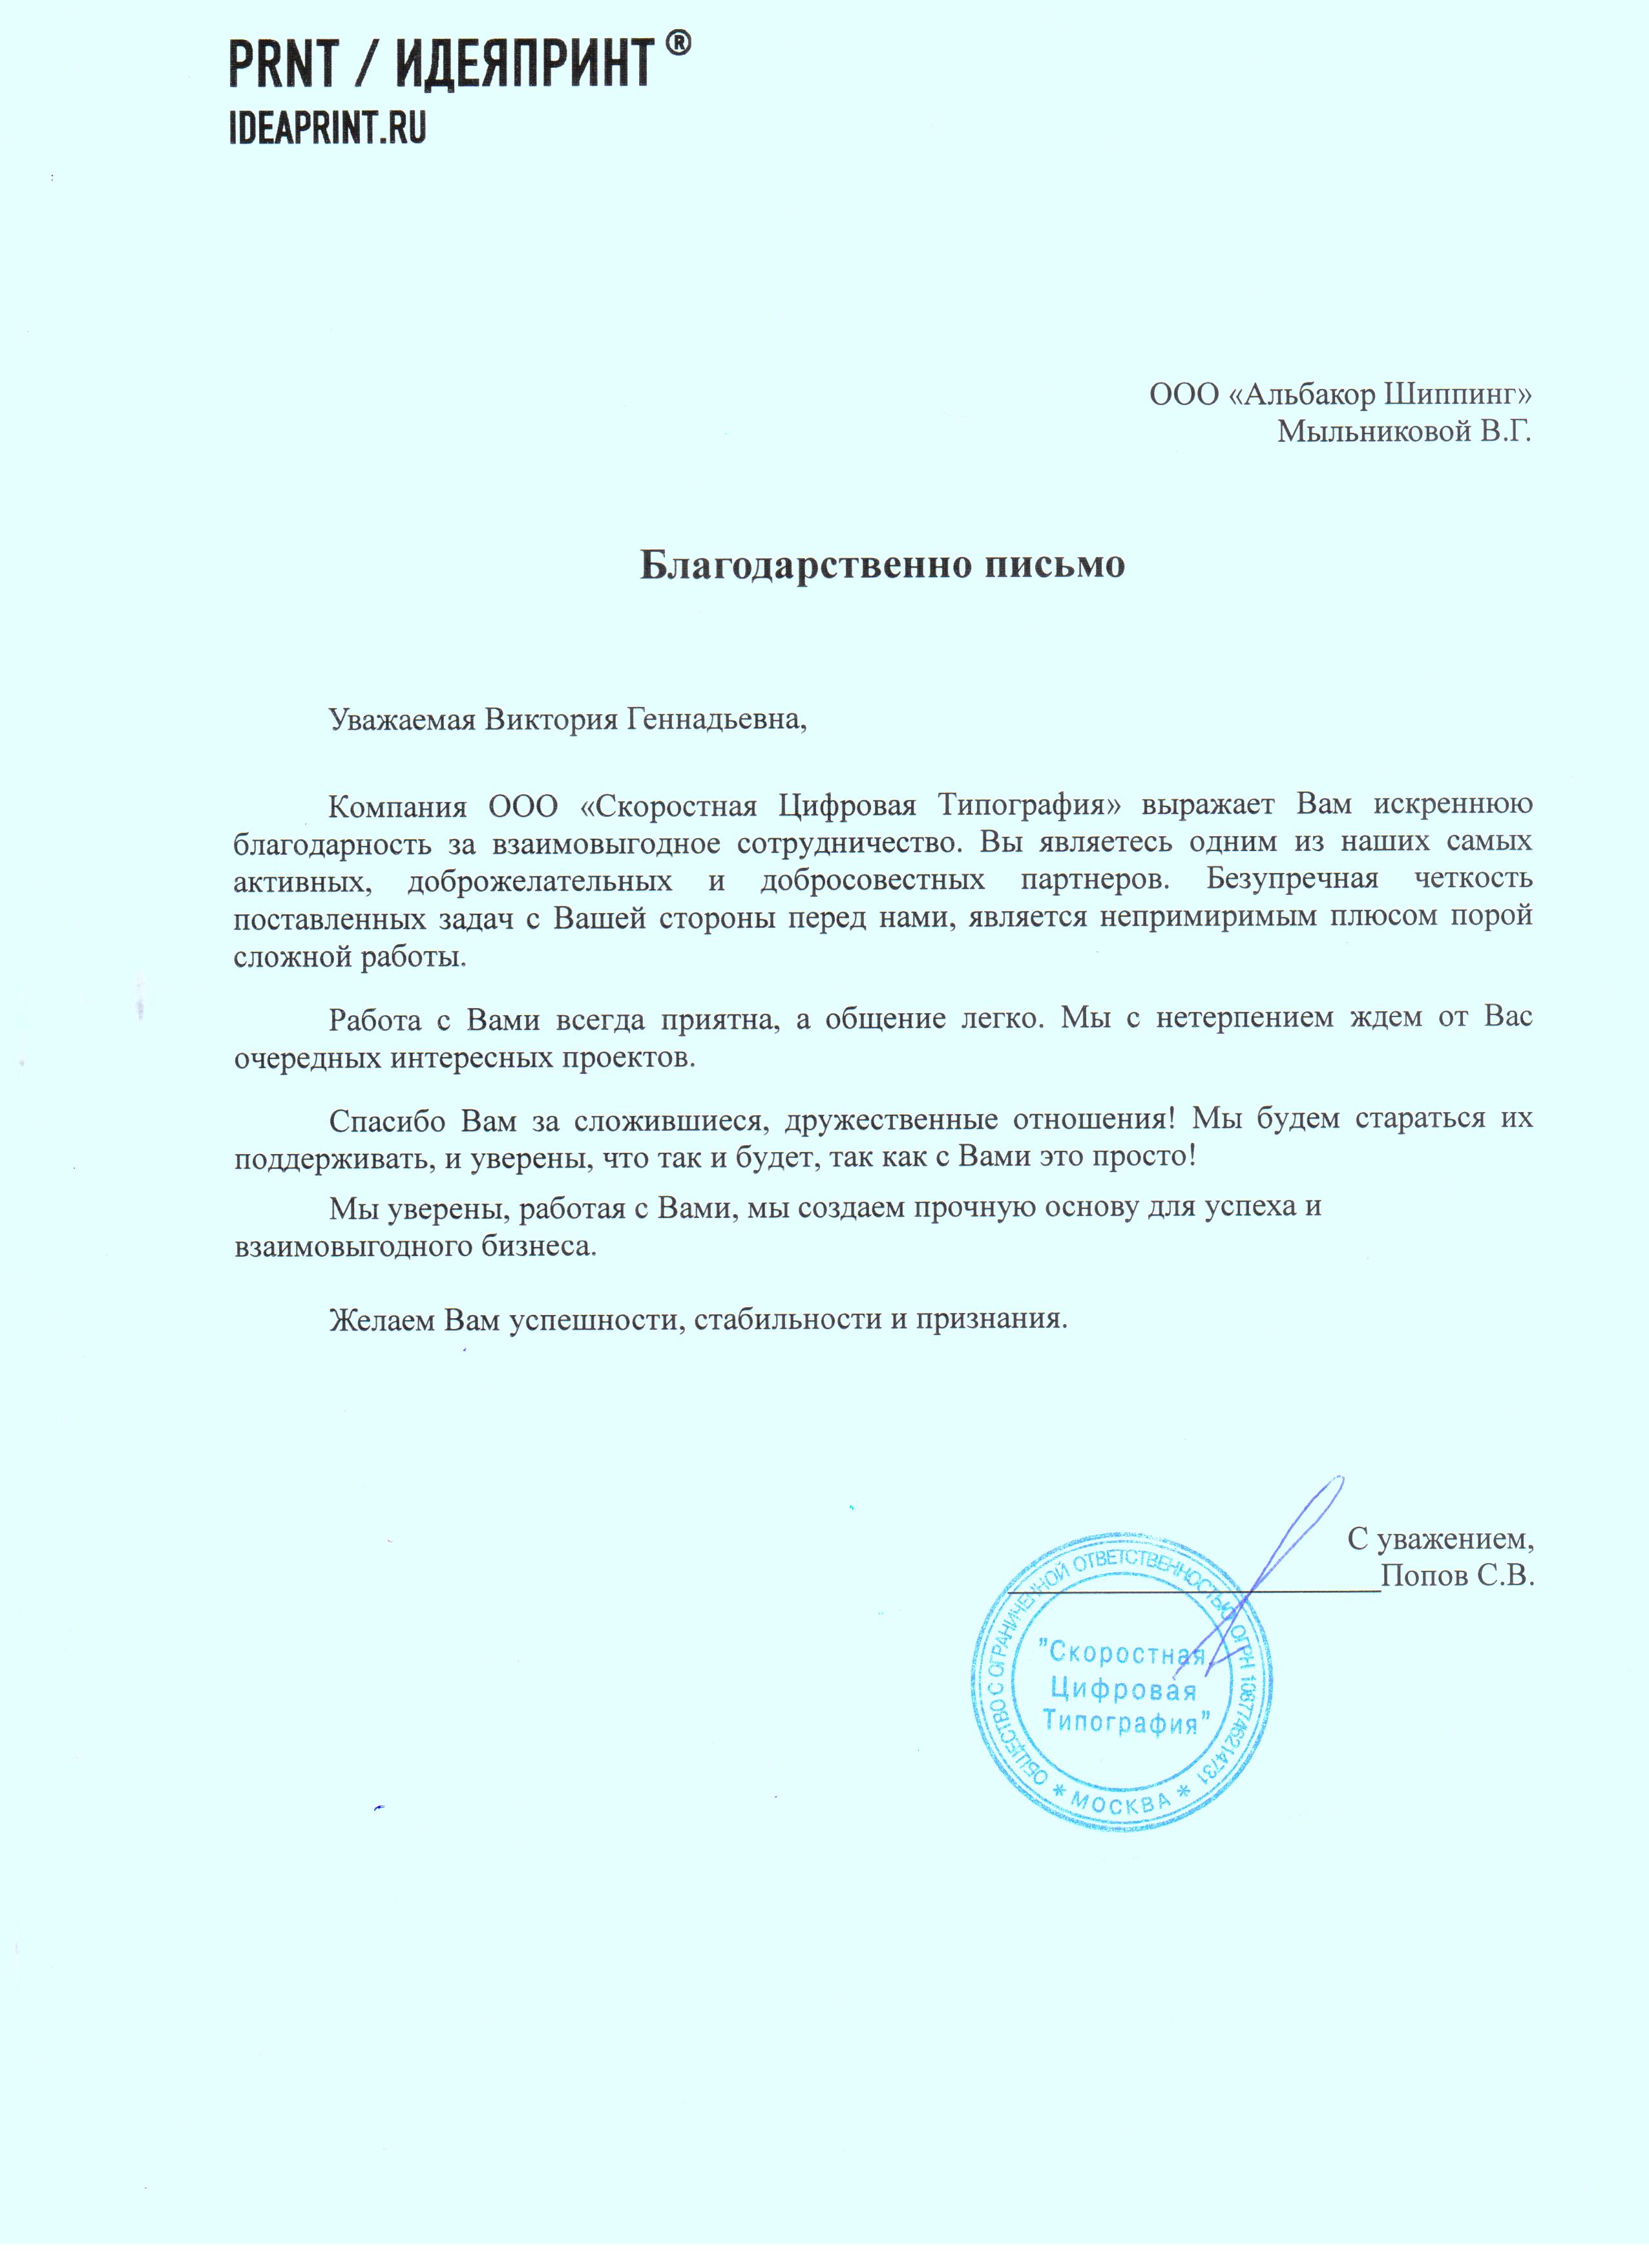 PRNT / ИДЕЯПРИНТ ®
IDEAPRINT.RU
ООО «Альбакор Шиппинг»
Мыльниковой В.Г.
Благодарственно письмо
Уважаемая Виктория Геннадьевна,
Компания ООО «Скоростная Цифровая Типография» выражает Вам искреннюю
благодарность за взаимовыгодное сотрудничество. Вы являетесь одним из наших самых
активных, доброжелательных и добросовестных партнеров. Безупречная четкость
поставленных задач с Вашей стороны перед нами, является непримиримым плюсом порой
сложной работы.
Работа с Вами всегда приятна, а общение легко. Мы с нетерпением ждем от Вас
очередных интересных проектов.
Спасибо Вам за сложившиеся, дружественные отношения! Мы будем стараться их
поддерживать, и уверены, что так и будет, так как с Вами это просто!
Мы уверены, работая с Вами, мы создаем прочную основу для успеха и
взаимовыгодного бизнеса.
Желаем Вам успешности, стабильности и признания.
С уважением,
Попов С.В.
ОБЩЕСТВО С ОГРАНИЧЕННОЙ ОТВЕТСТВЕННОСТЬЮ ОГРН 1067746214731
"Скоростная
Цифровая
Типография"
* МОСКВА *